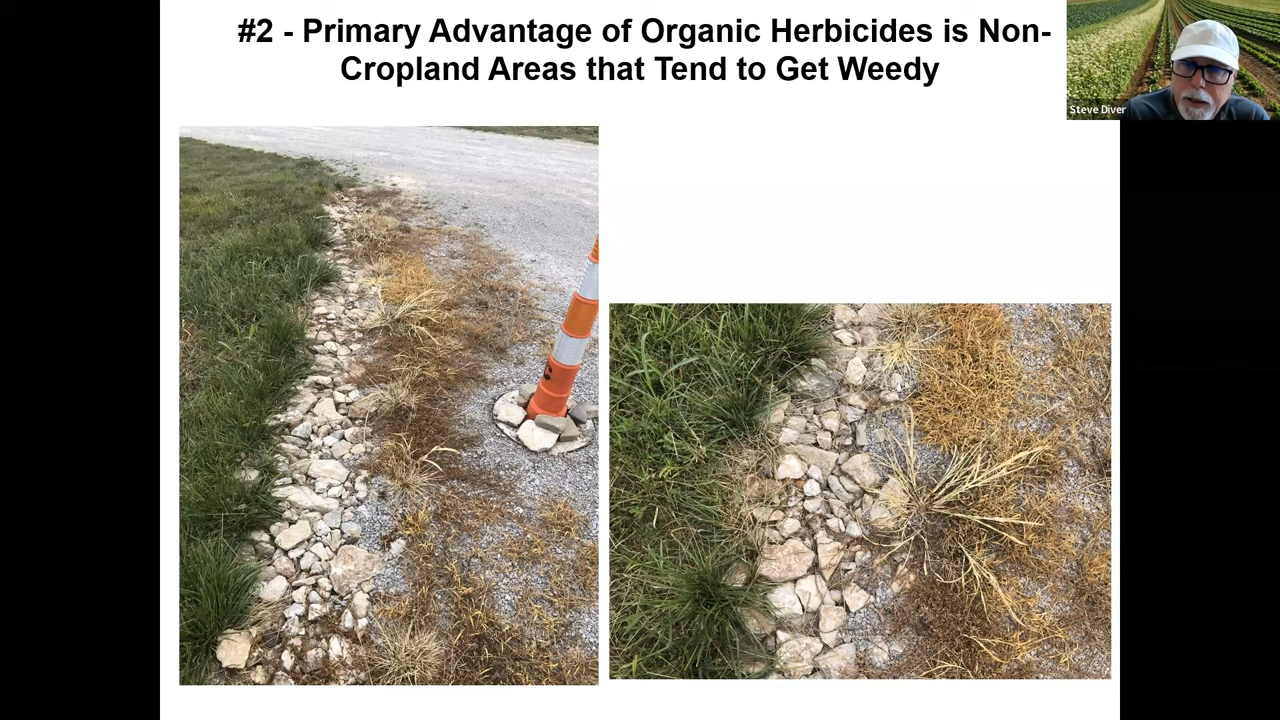 #2 - Primary Advantage of Organic Herbicides is Non-
Cropland Areas that Tend to Get Weedy
Steve Diver